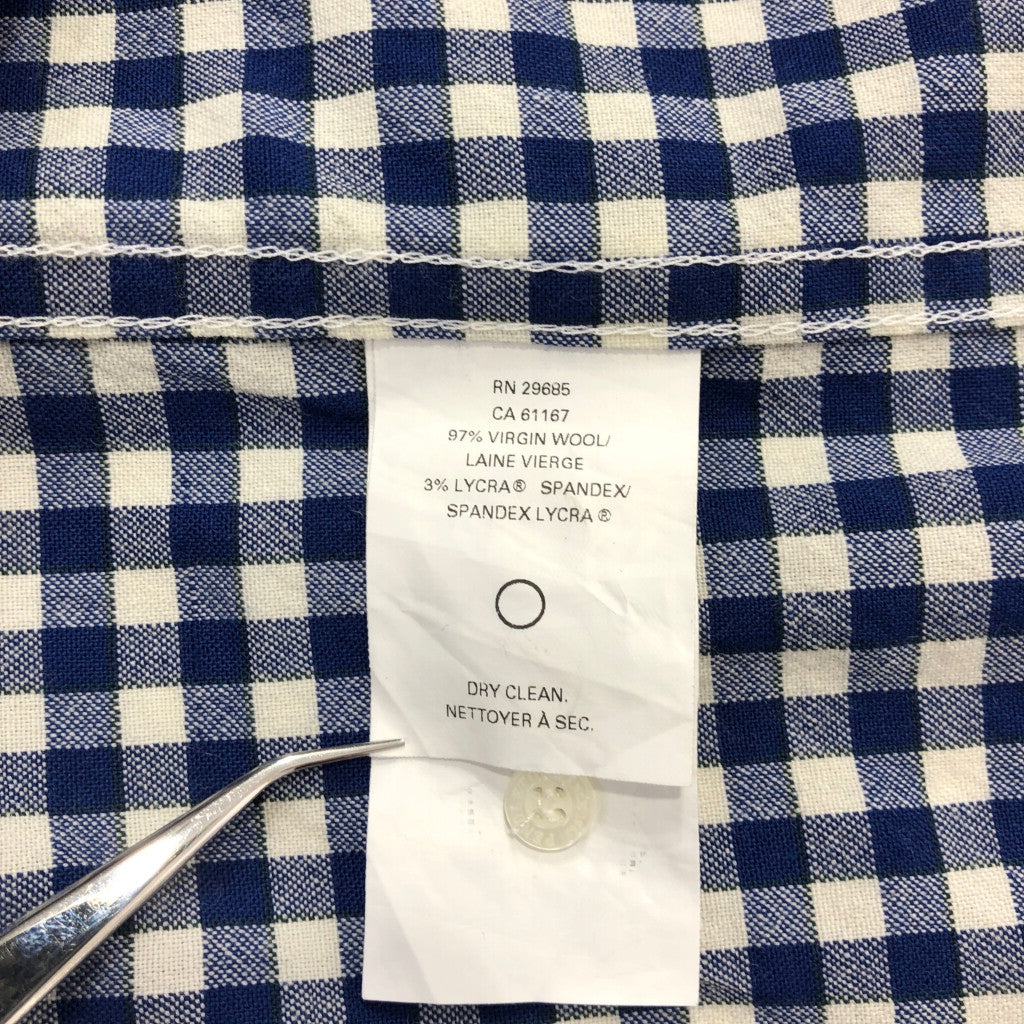 RN 29685
CA 61167
97% VIRGIN WOOL/
LAINE VIERGE
3% LYCRA® SPANDEX/
SPANDEX LYCRA ®
DRY CLEAN.
NETTOYER À SEC.